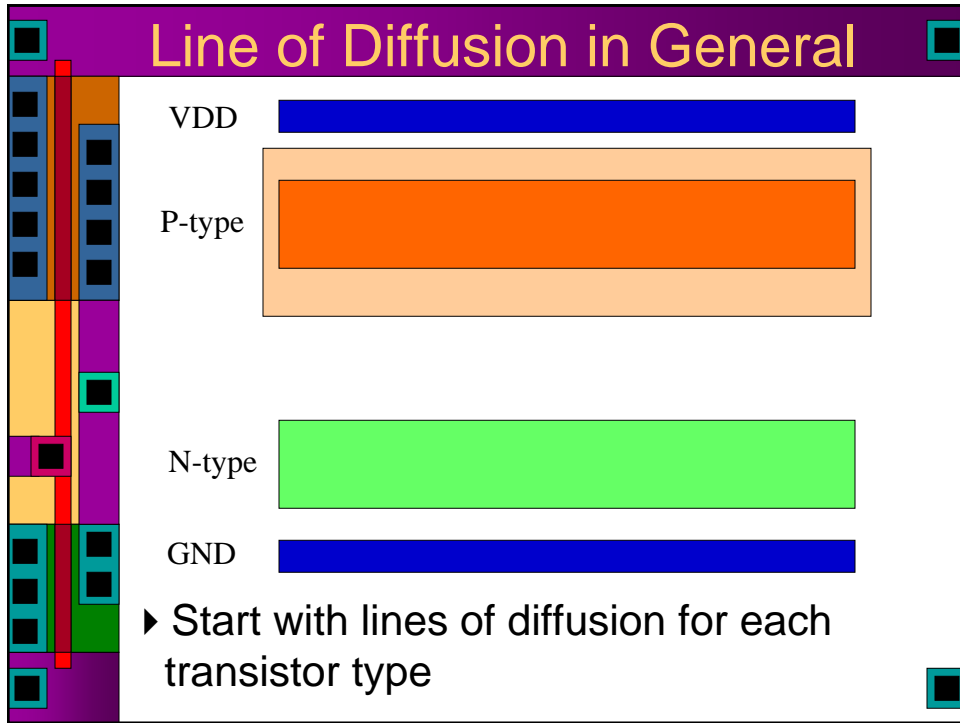 Line of Diffusion in General
VDD
P-type
N-type
GND
Start with lines of diffusion for each
transistor type